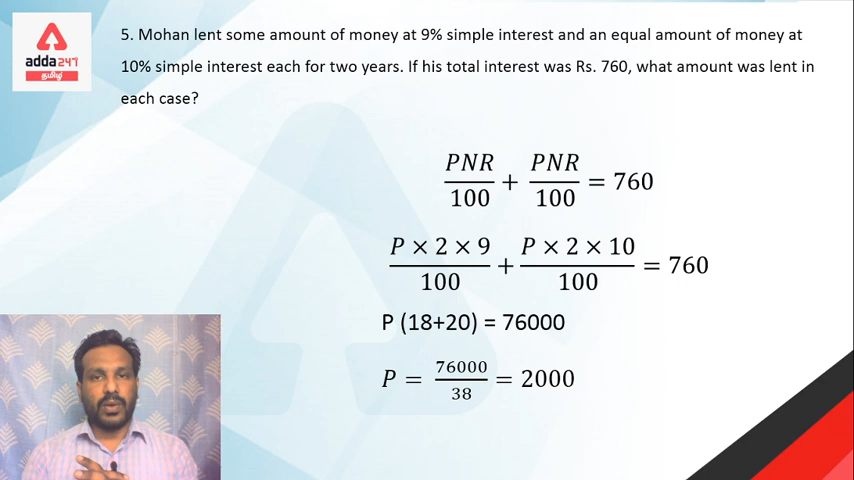 adda247
தமிழ்
5. Mohan lent some amount of money at 9% simple interest and an equal amount of money at
10% simple interest each for two years. If his total interest was Rs. 760, what amount was lent in
each case?
PNR/100 + PNR/100 = 760
P × 2 × 9/100 + P × 2 × 10/100 = 760
P (18+20) = 76000
P = 76000/38 = 2000